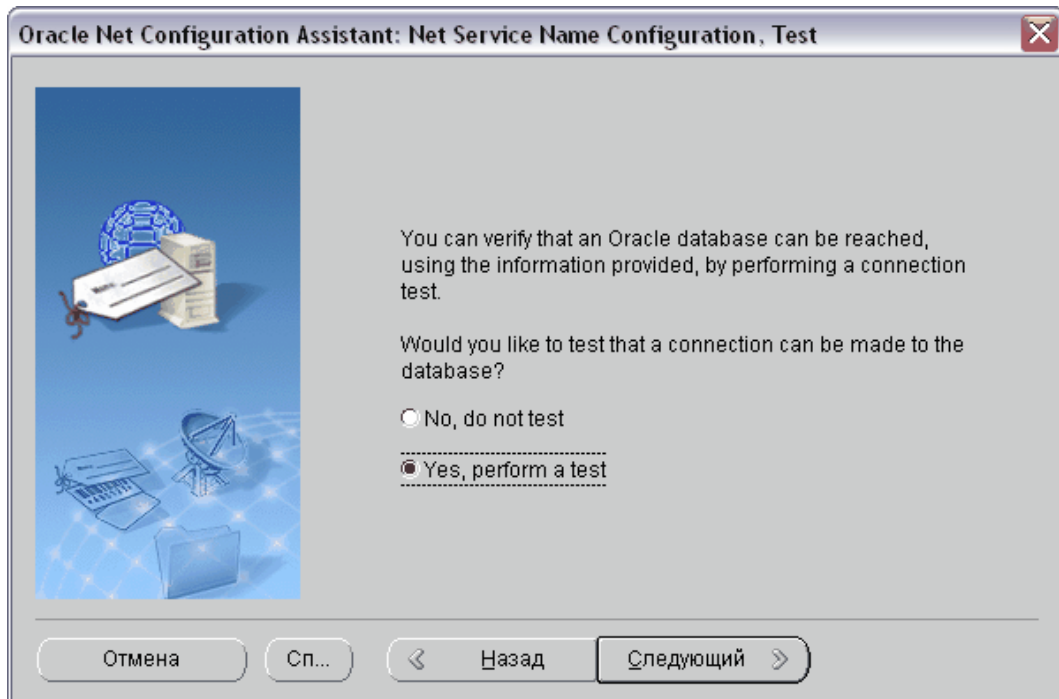 Oracle Net Configuration Assistant: Net Service Name Configuration, Test
You can verify that an Oracle database can be reached,
using the information provided, by performing a connection
test.
Would you like to test that a connection can be made to the
database?
No, do not test
Yes, perform a test
Отмена
Сп...
Назад
Следующий